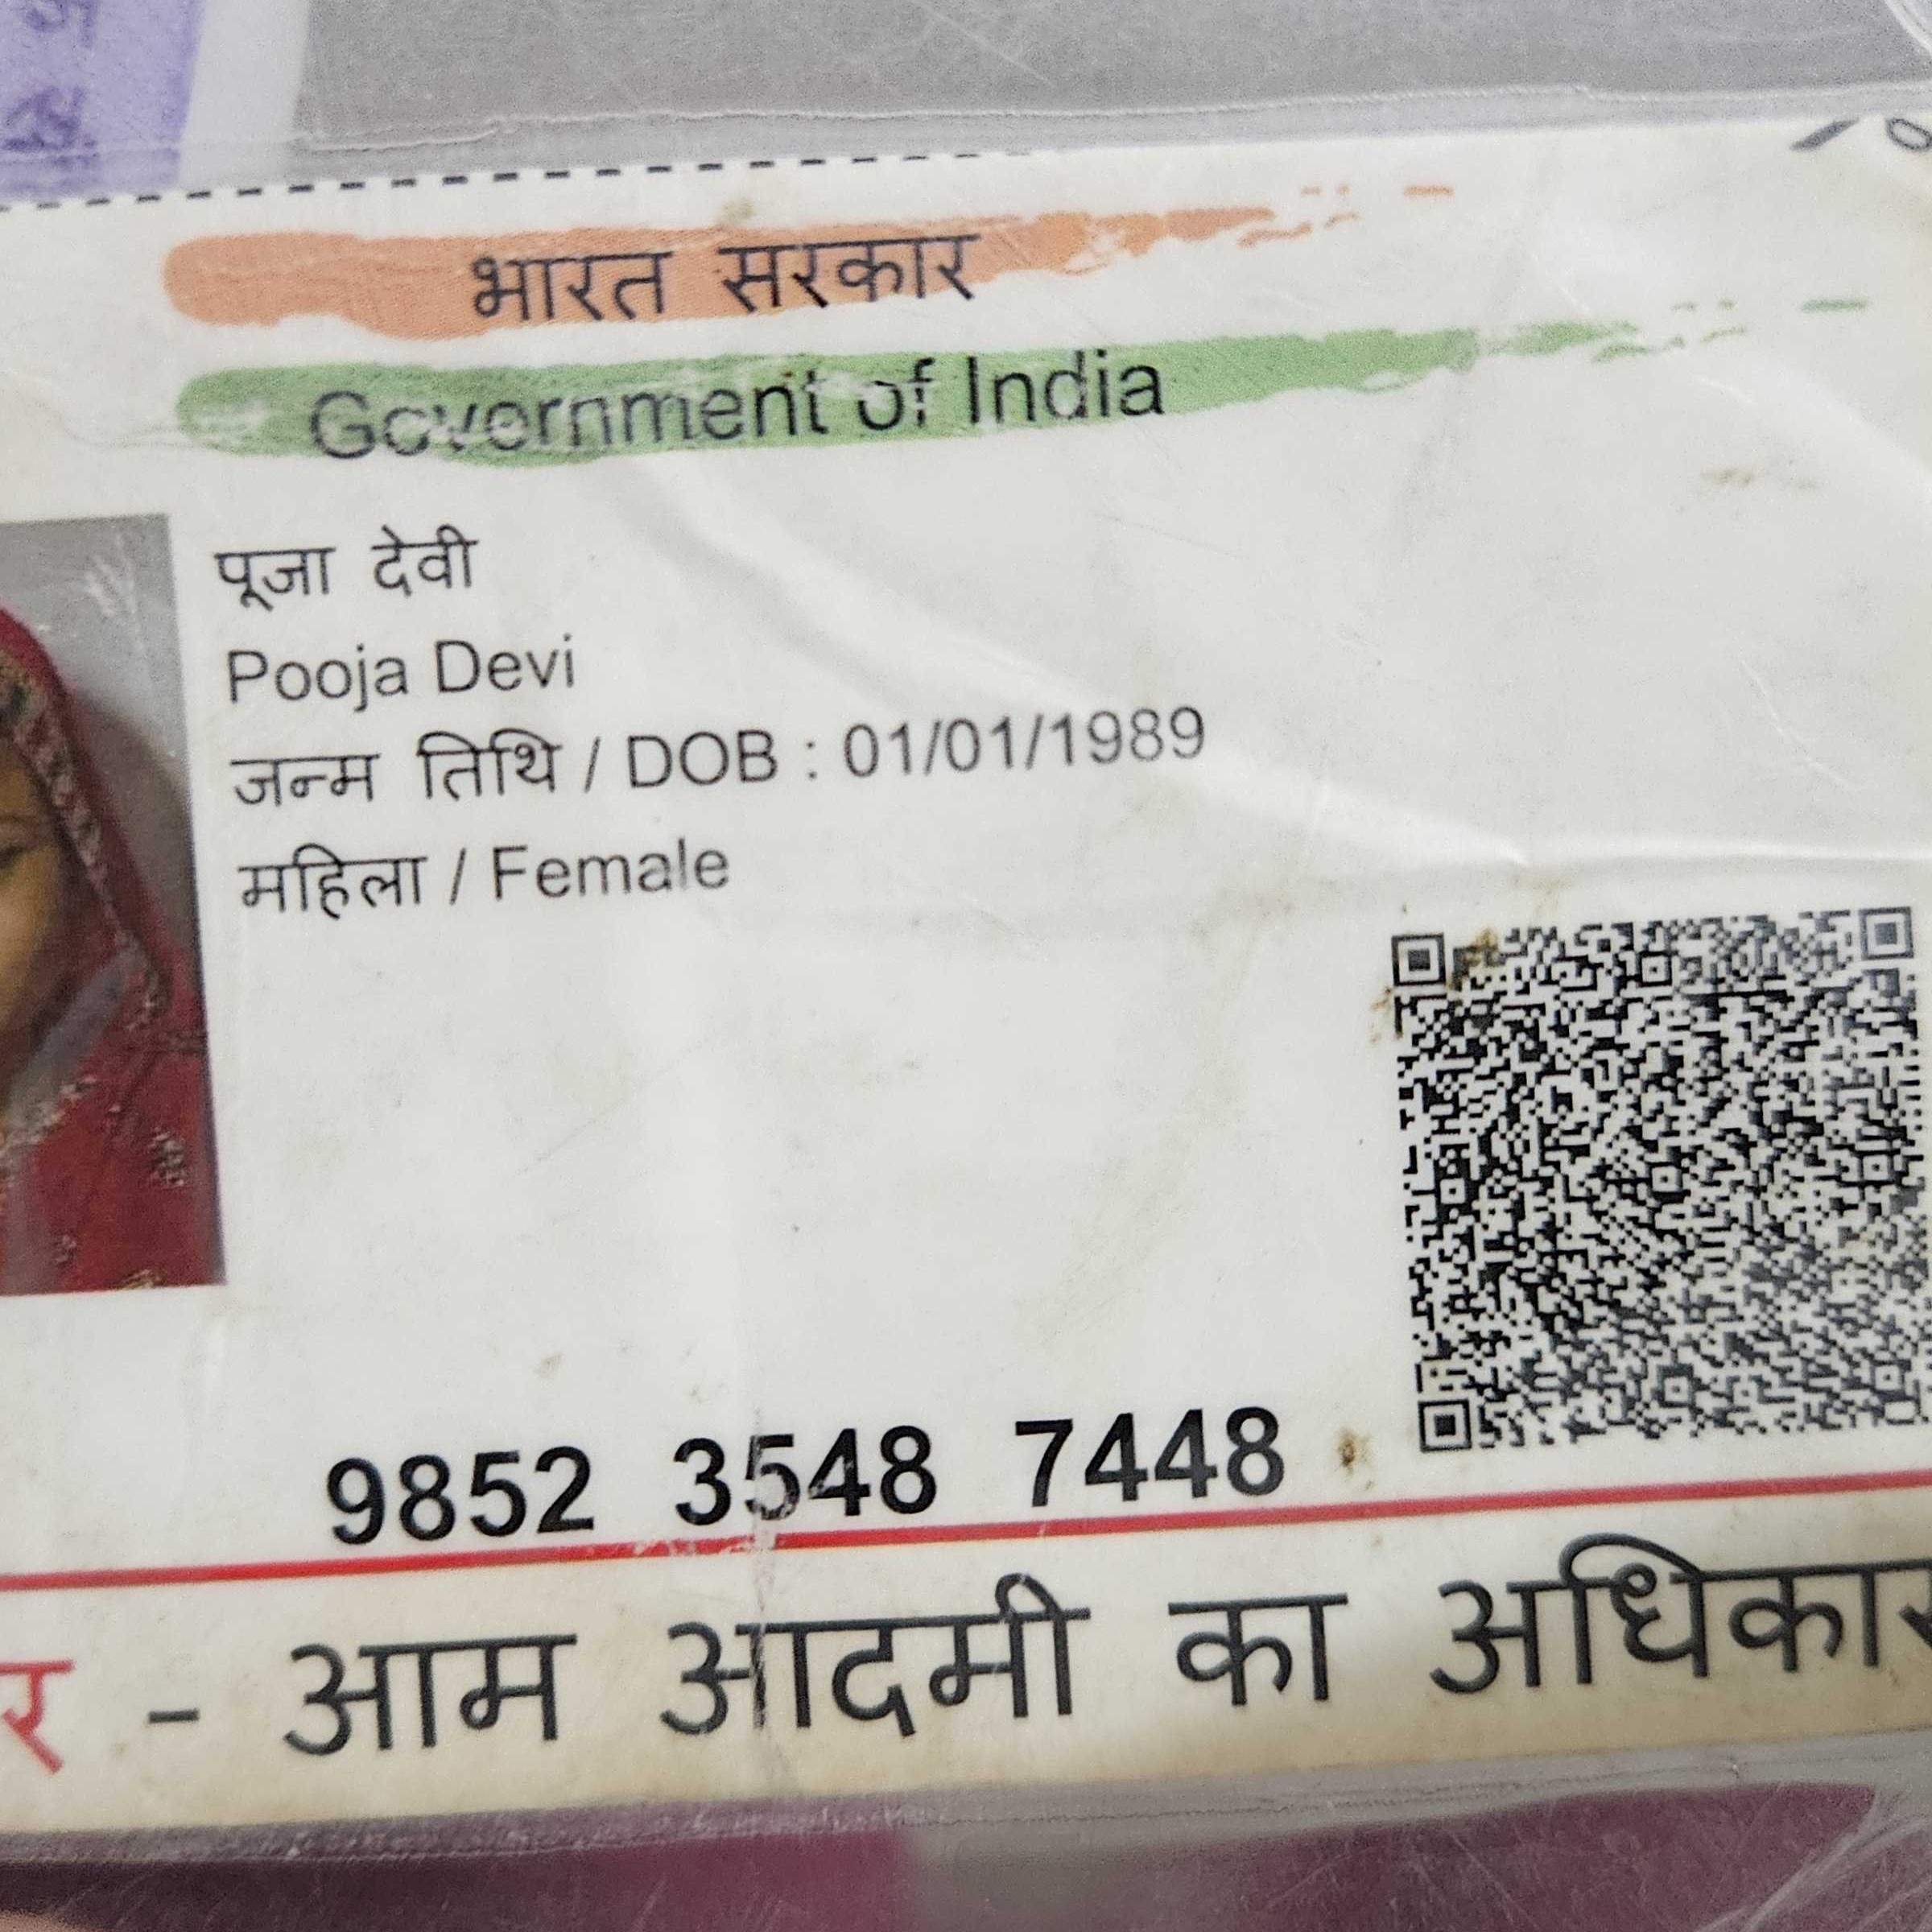 भारत सरकार
Government of India
पूजा देवी
Pooja Devi
जन्म तिथि / DOB : 01/01/1989
महिला / Female
9852 3548 7448
र - आम आदमी का अधिकार